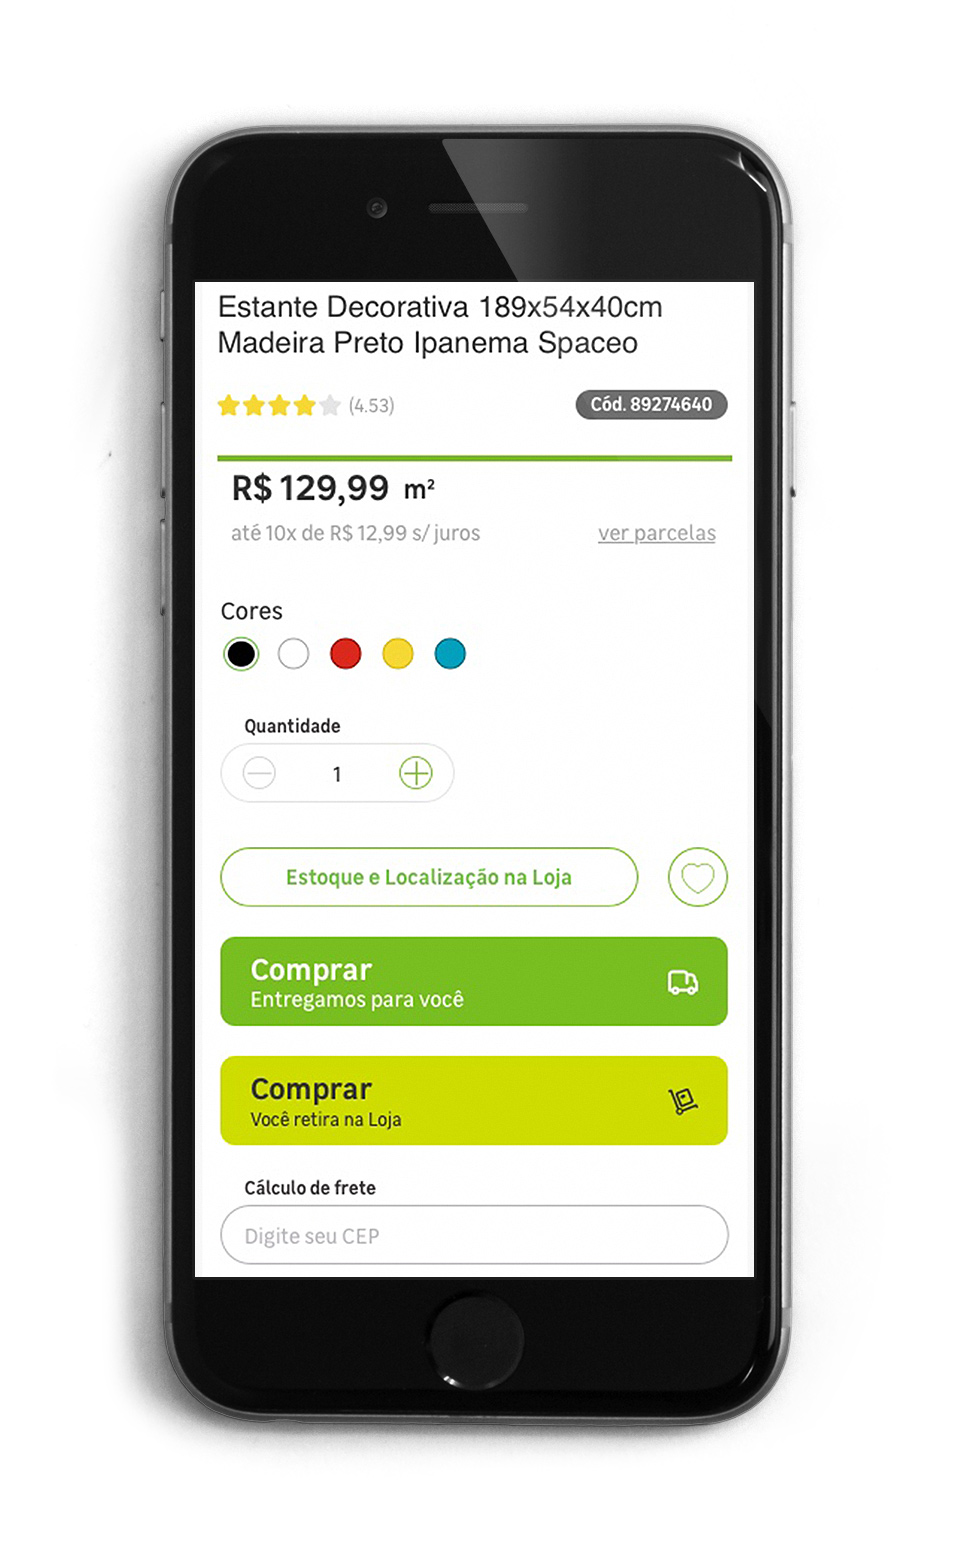 Estante Decorativa 189x54x40cm
Madeira Preto Ipanema Spaceo
(4.53)
Cód. 89274640
R$ 129,99 m²
até 10x de R$ 12,99 s/ juros
ver parcelas
Cores
Quantidade
1
Estoque e Localização na Loja
Comprar
Entregamos para você
Comprar
Você retira na Loja
Cálculo de frete
Digite seu CEP